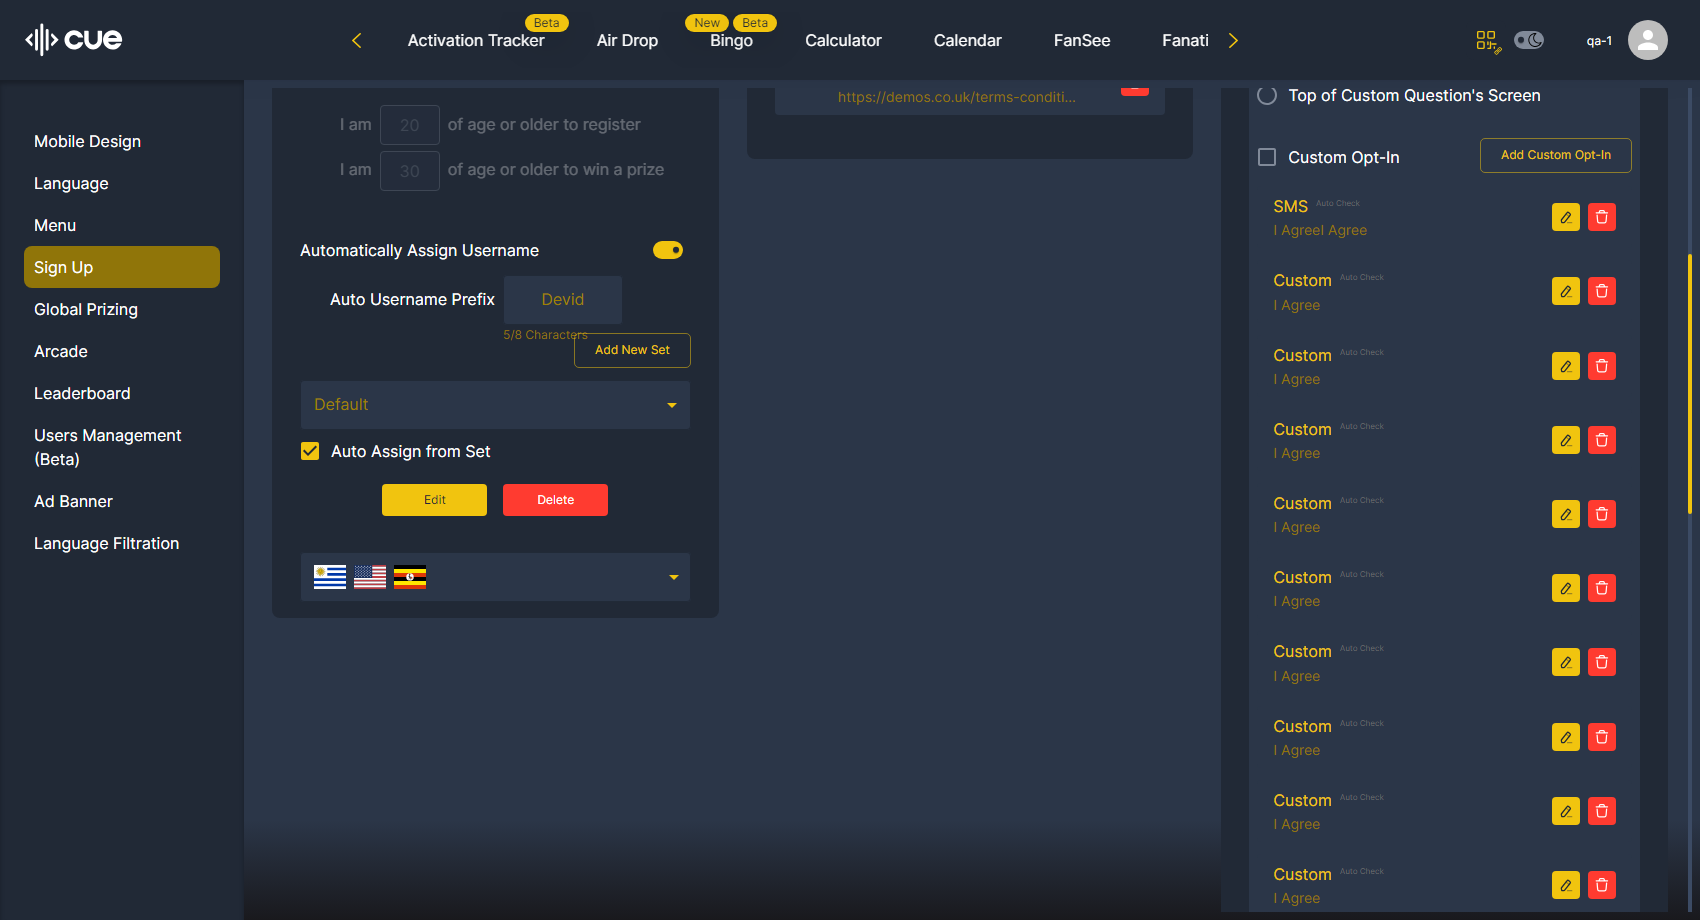 cue
Activation Tracker
Beta
Air Drop
New
Beta
Bingo
Calculator
Calendar
FanSee
Fanati
qa-1
Mobile Design
Language
Menu
Sign Up
Global Prizing
Arcade
Leaderboard
Users Management
(Beta)
Ad Banner
Language Filtration
I am 20 of age or older to register
I am 30 of age or older to win a prize
Automatically Assign Username
Auto Username Prefix Devid
5/8 Characters
Add New Set
Default
Auto Assign from Set
Edit Delete
https://demos.co.uk/terms-conditi...
Top of Custom Question's Screen
Custom Opt-In Add Custom Opt-In
SMS Auto Check
I AgreeI Agree
Custom Auto Check
I Agree
Custom Auto Check
I Agree
Custom Auto Check
I Agree
Custom Auto Check
I Agree
Custom Auto Check
I Agree
Custom Auto Check
I Agree
Custom Auto Check
I Agree
Custom Auto Check
I Agree
Custom Auto Check
I Agree